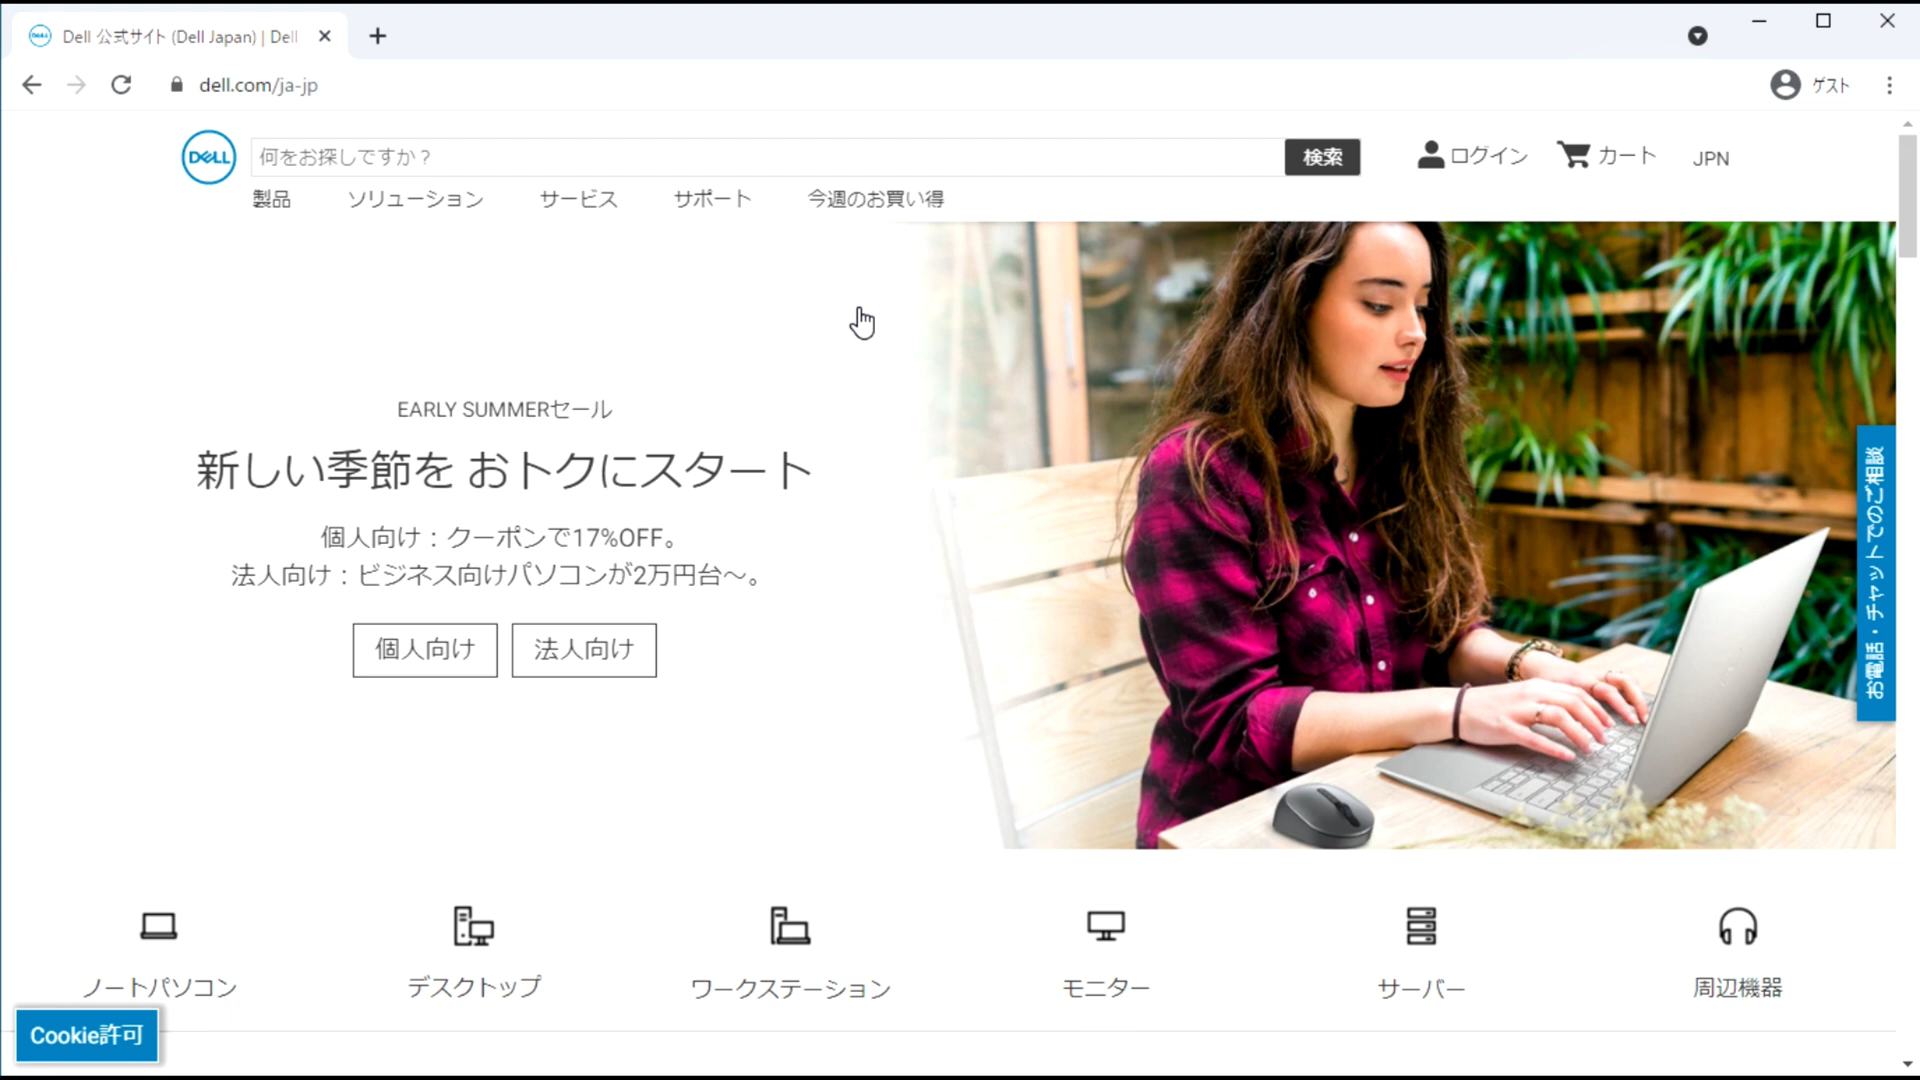 Dell 公式サイト (Dell Japan) | Dell
dell.com/ja-jp
ゲスト
DELL
何をお探しですか？
検索
ログイン
カート
JPN
製品
ソリューション
サービス
サポート
今週のお買い得
EARLY SUMMERセール
新しい季節を おトクにスタート
個人向け：クーポンで17%OFF。
法人向け：ビジネス向けパソコンが2万円台～。
個人向け
法人向け
お電話・チャットでのご相談
ノートパソコン
デスクトップ
ワークステーション
モニター
サーバー
周辺機器
Cookie許可